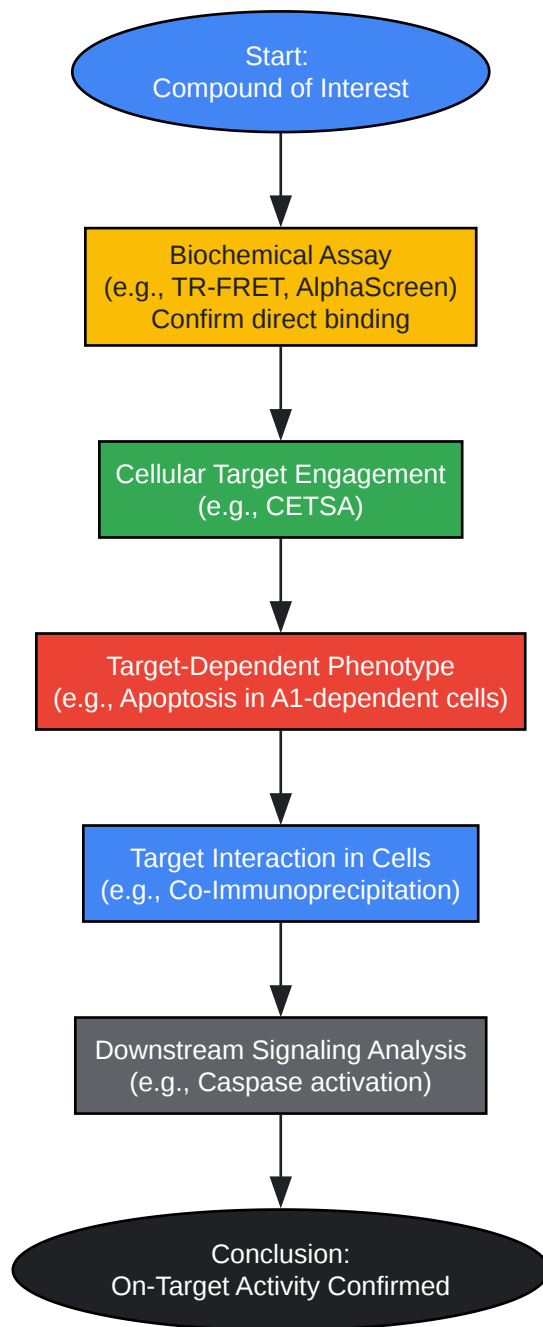 Start:
Compound of Interest
Biochemical Assay
(e.g., TR-FRET, AlphaScreen)
Confirm direct binding
Cellular Target Engagement
(e.g., CETSA)
Target-Dependent Phenotype
(e.g., Apoptosis in A1-dependent cells)
Target Interaction in Cells
(e.g., Co-Immunoprecipitation)
Downstream Signaling Analysis
(e.g., Caspase activation)
Conclusion:
On-Target Activity Confirmed